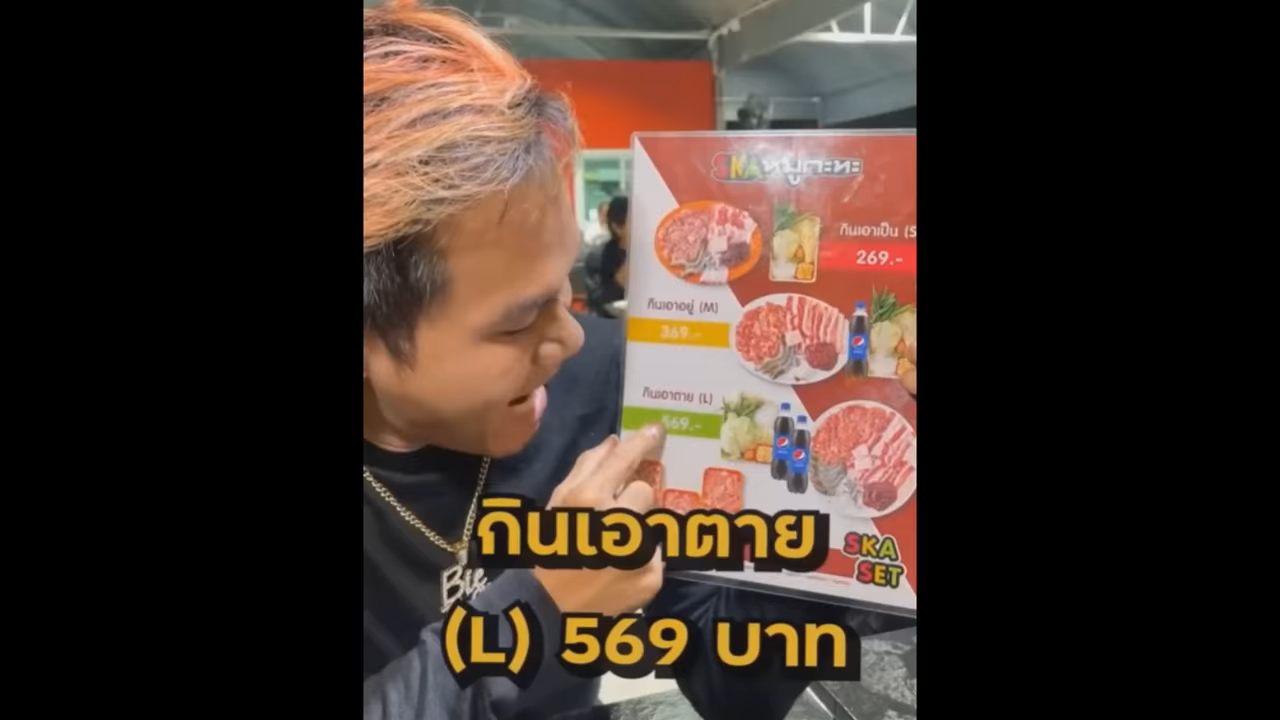 SKAหมูกะทะ
กินเอาเป็น (S
269.-
กินเอาอยู่ (M)
369.-
กินเอาตาย (L)
569.-
SKA
SET
กินเอาตาย
(L) 569 บาท